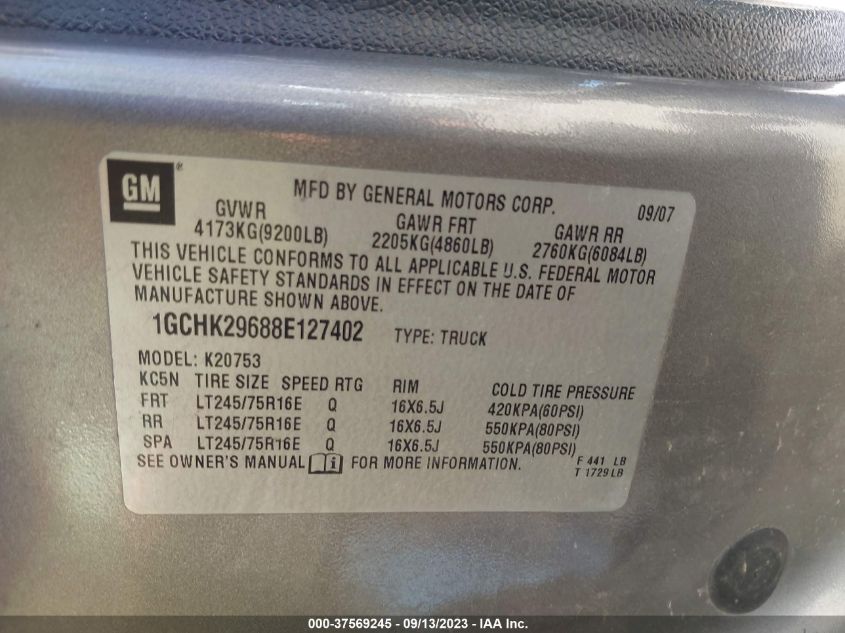 GM®
MFD BY GENERAL MOTORS CORP. 09/07
GVWR GAWR FRT GAWR RR
4173KG(9200LB) 2205KG(4860LB) 2760KG(6084LB)
THIS VEHICLE CONFORMS TO ALL APPLICABLE U.S. FEDERAL MOTOR
VEHICLE SAFETY STANDARDS IN EFFECT ON THE DATE OF
MANUFACTURE SHOWN ABOVE.
1GCHK29688E127402 TYPE: TRUCK
MODEL: K20753
KC5N TIRE SIZE SPEED RTG RIM COLD TIRE PRESSURE
FRT LT245/75R16E Q 16X6.5J 420KPA(60PSI)
RR LT245/75R16E Q 16X6.5J 550KPA(80PSI)
SPA LT245/75R16E Q 16X6.5J 550KPA(80PSI)
SEE OWNER'S MANUAL i FOR MORE INFORMATION. F 441 LB
T 1729 LB
000-37569245 - 09/13/2023 - IAA Inc.